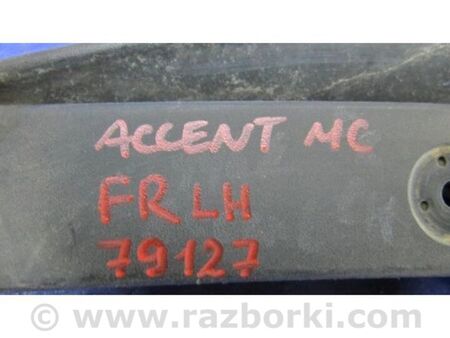 ACCENT MC
FR LH
79127
© www.razborki.com